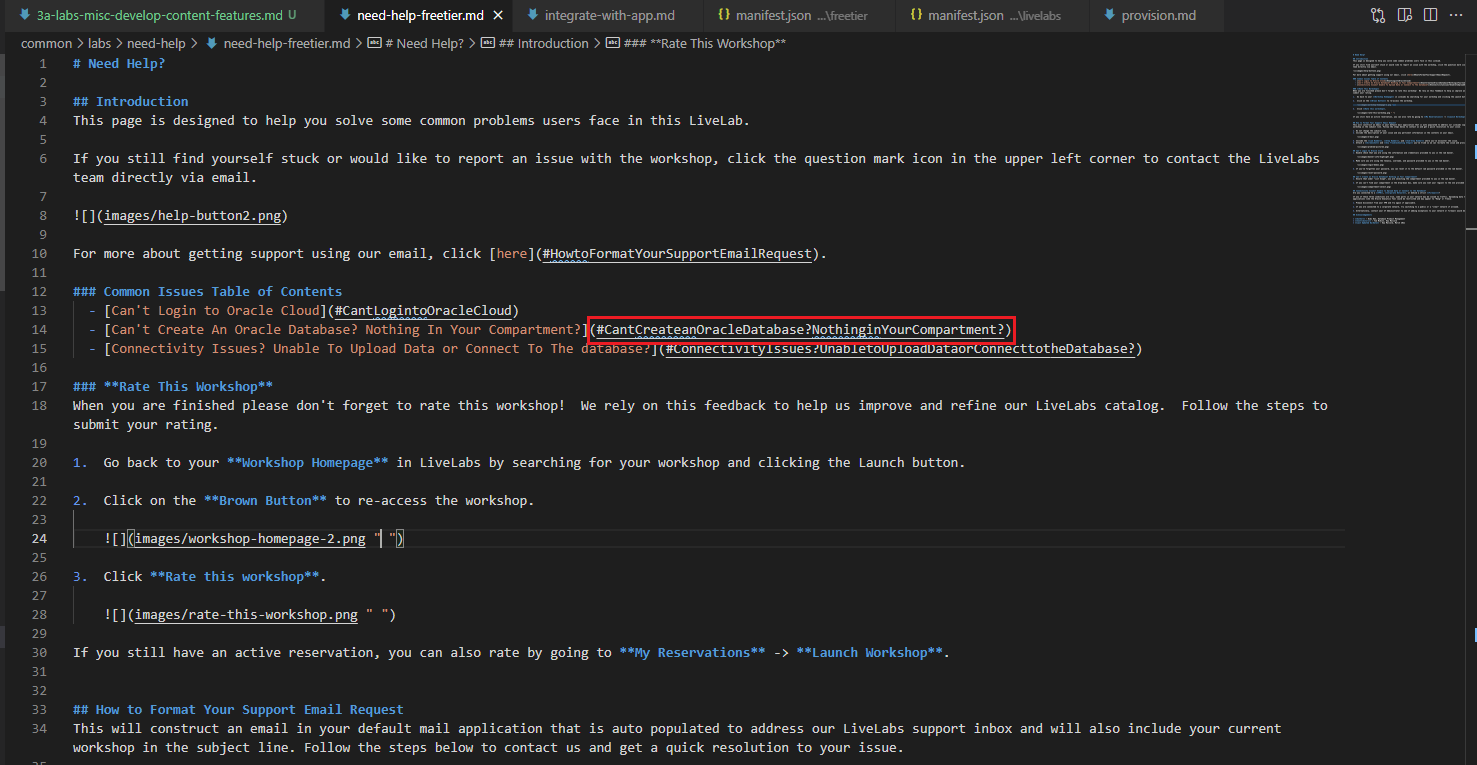 3a-labs-misc-develop-content-features.md U
need-help-freetier.md
integrate-with-app.md
{} manifest.json ...\freetier
{} manifest.json ...\livelabs
provision.md
common > labs > need-help > need-help-freetier.md > # Need Help? > ## Introduction > ### **Rate This Workshop**
1 # Need Help?
2
3 ## Introduction
4 This page is designed to help you solve some common problems users face in this LiveLab.
5
6 If you still find yourself stuck or would like to report an issue with the workshop, click the question mark icon in the upper left corner to contact the LiveLabs
team directly via email.
7
8 ![](images/help-button2.png)
9
10 For more about getting support using our email, click [here](#HowtoFormatYourSupportEmailRequest).
11
12 ### Common Issues Table of Contents
13 - [Can't Login to Oracle Cloud](#CantLogintoOracleCloud)
14 - [Can't Create An Oracle Database? Nothing In Your Compartment?](#CantCreateanOracleDatabase?NothinginYourCompartment?)
15 - [Connectivity Issues? Unable To Upload Data or Connect To The database?](#ConnectivityIssues?UnabletoUploadDataorConnecttotheDatabase?)
16
17 ### **Rate This Workshop**
18 When you are finished please don't forget to rate this workshop!  We rely on this feedback to help us improve and refine our LiveLabs catalog.  Follow the steps to
submit your rating.
19
20 1.  Go back to your **Workshop Homepage** in LiveLabs by searching for your workshop and clicking the Launch button.
21
22 2.  Click on the **Brown Button** to re-access the workshop.
23
24 ![](images/workshop-homepage-2.png " ")
25
26 3.  Click **Rate this workshop**.
27
28 ![](images/rate-this-workshop.png " ")
29
30 If you still have an active reservation, you can also rate by going to **My Reservations** -> **Launch Workshop**.
31
32
33 ## How to Format Your Support Email Request
34 This will construct an email in your default mail application that is auto populated to address our LiveLabs support inbox and will also include your current
workshop in the subject line. Follow the steps below to contact us and get a quick resolution to your issue.